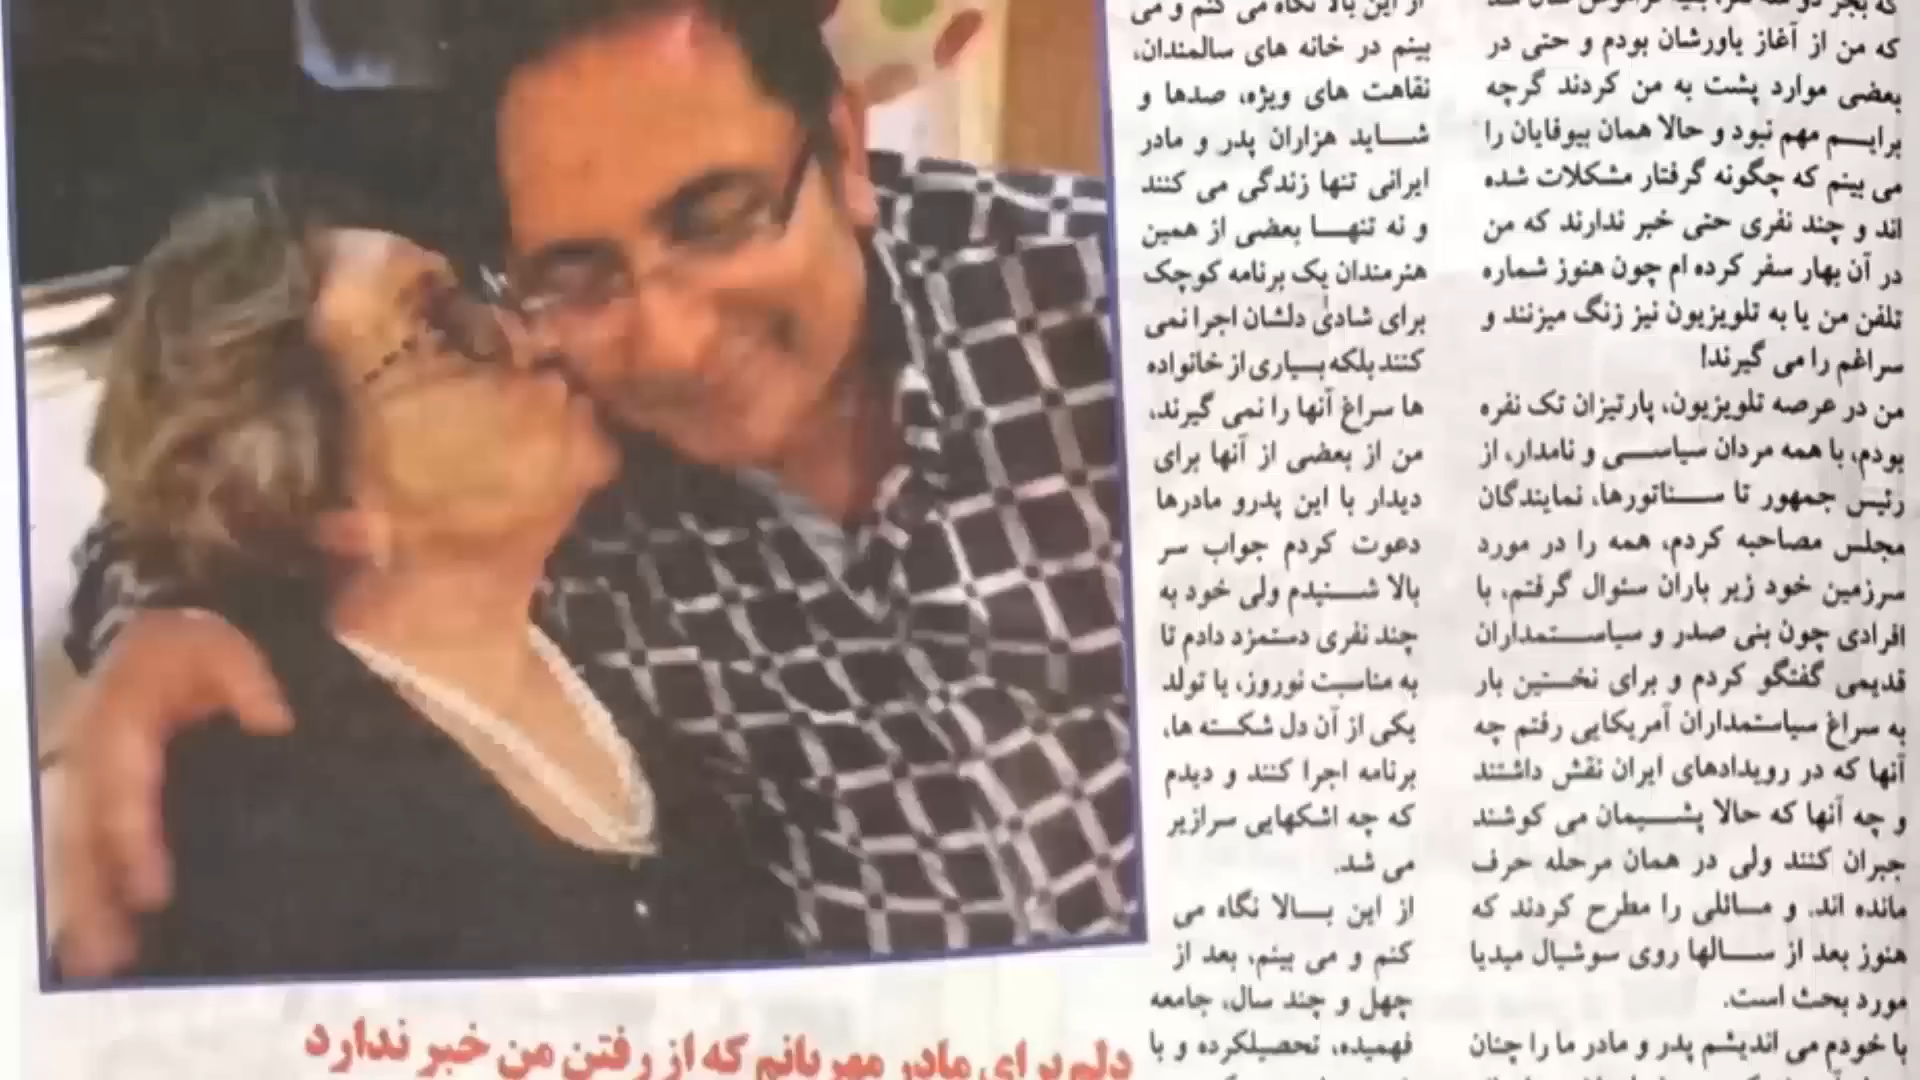 که من از آغاز یاورشان بودم و حتی در
بعضی موارد پشت به من کردند گرچه
برایم مهم نبود و حالا همان بیوفایان را
می بینم که چگونه گرفتار مشکلات شده
اند و چند نفری حتی خبر ندارند که من
در آن بهار سفر کرده ام چون هنوز شماره
تلفن من یا به تلویزیون نیز زنگ میزنند و
سراغم را می گیرند!
من در عرصه تلویزیون، پارتیزان تک نفره
بودم، با همه مردان سیاسی و نامدار، از
رئیس جمهور تا سناتورها، نمایندگان
مجلس مصاحبه کردم، همه را در مورد
سرزمین خود زیر باران سئوال گرفتم، با
افرادی چون بنی صدر و سیاستمداران
قدیمی گفتگو کردم و برای نخستین بار
به سراغ سیاستمداران آمریکایی رفتم چه
آنها که در رویدادهای ایران نقش داشتند
و چه آنها که حالا پشیمان می کوشند
جبران کنند ولی در همان مرحله حرف
مانده اند. و مسائلی را مطرح کردند که
هنوز بعد از سالها روی سوشیال میدیا
مورد بحث است.
با خودم می اندیشم پدر و مادر ما را چنان
از این بالا نگاه می کنم و می
بینم در خانه های سالمندان،
نقاهت های ویژه، صدها و
شاید هزاران پدر و مادر
ایرانی تنها زندگی می کنند
و نه تنها بعضی از همین
هنرمندان یک برنامه کوچک
برای شادی دلشان اجرا نمی
کنند بلکه بسیاری از خانواده
ها سراغ آنها را نمی گیرند،
من از بعضی از آنها برای
دیدار با این پدرو مادرها
دعوت کردم جواب سر
بالا شنیدم ولی خود به
چند نفری دستمزد دادم تا
به مناسبت نوروز، یا تولد
یکی از آن دل شکسته ها،
برنامه اجرا کنند و دیدم
که چه اشکهایی سرازیر
می شد.
از این بالا نگاه می
کنم و می بینم، بعد از
چهل و چند سال، جامعه
فهمیده، تحصیلکرده و با
دلم برای مادر مهربانم که از رفتن من خبر ندارد